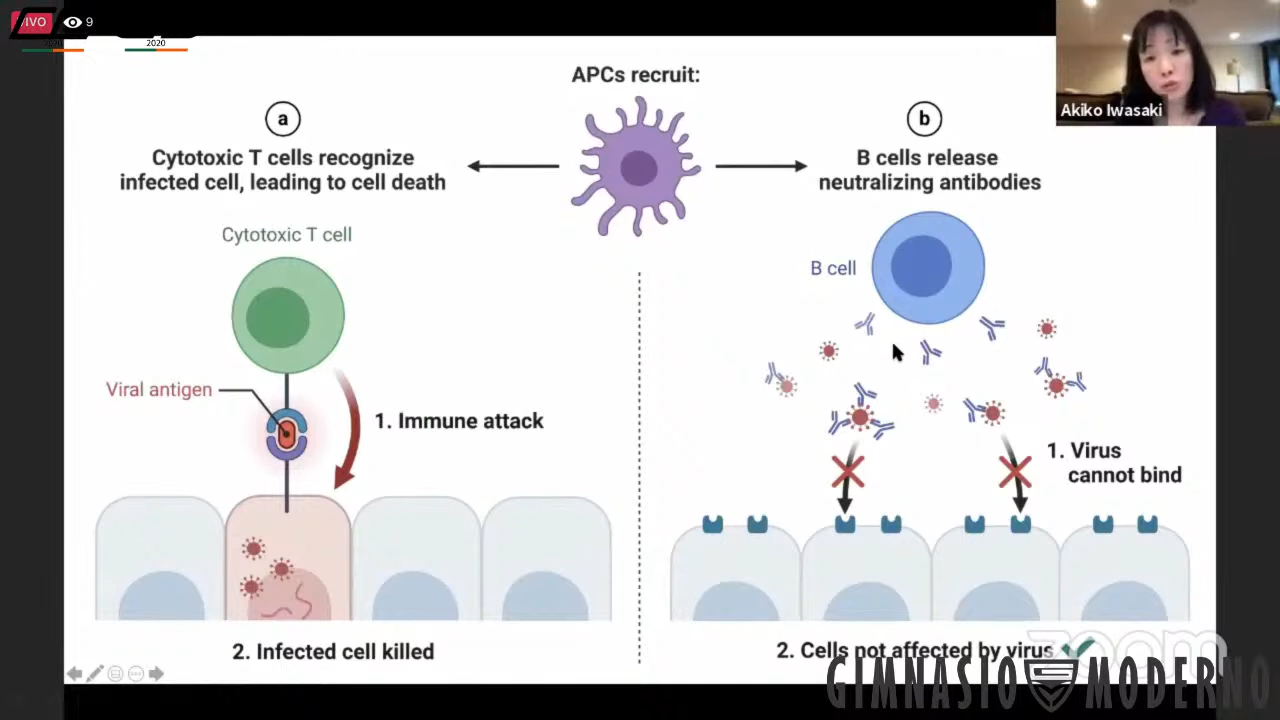 VIVO
9
2020
2020
APCs recruit:
Akiko Iwasaki
a
Cytotoxic T cells recognize
infected cell, leading to cell death
b
B cells release
neutralizing antibodies
Cytotoxic T cell
B cell
Viral antigen
1. Immune attack
1. Virus
cannot bind
2. Infected cell killed
2. Cells not affected by virus
zoom
GIMNASIO MODERNO